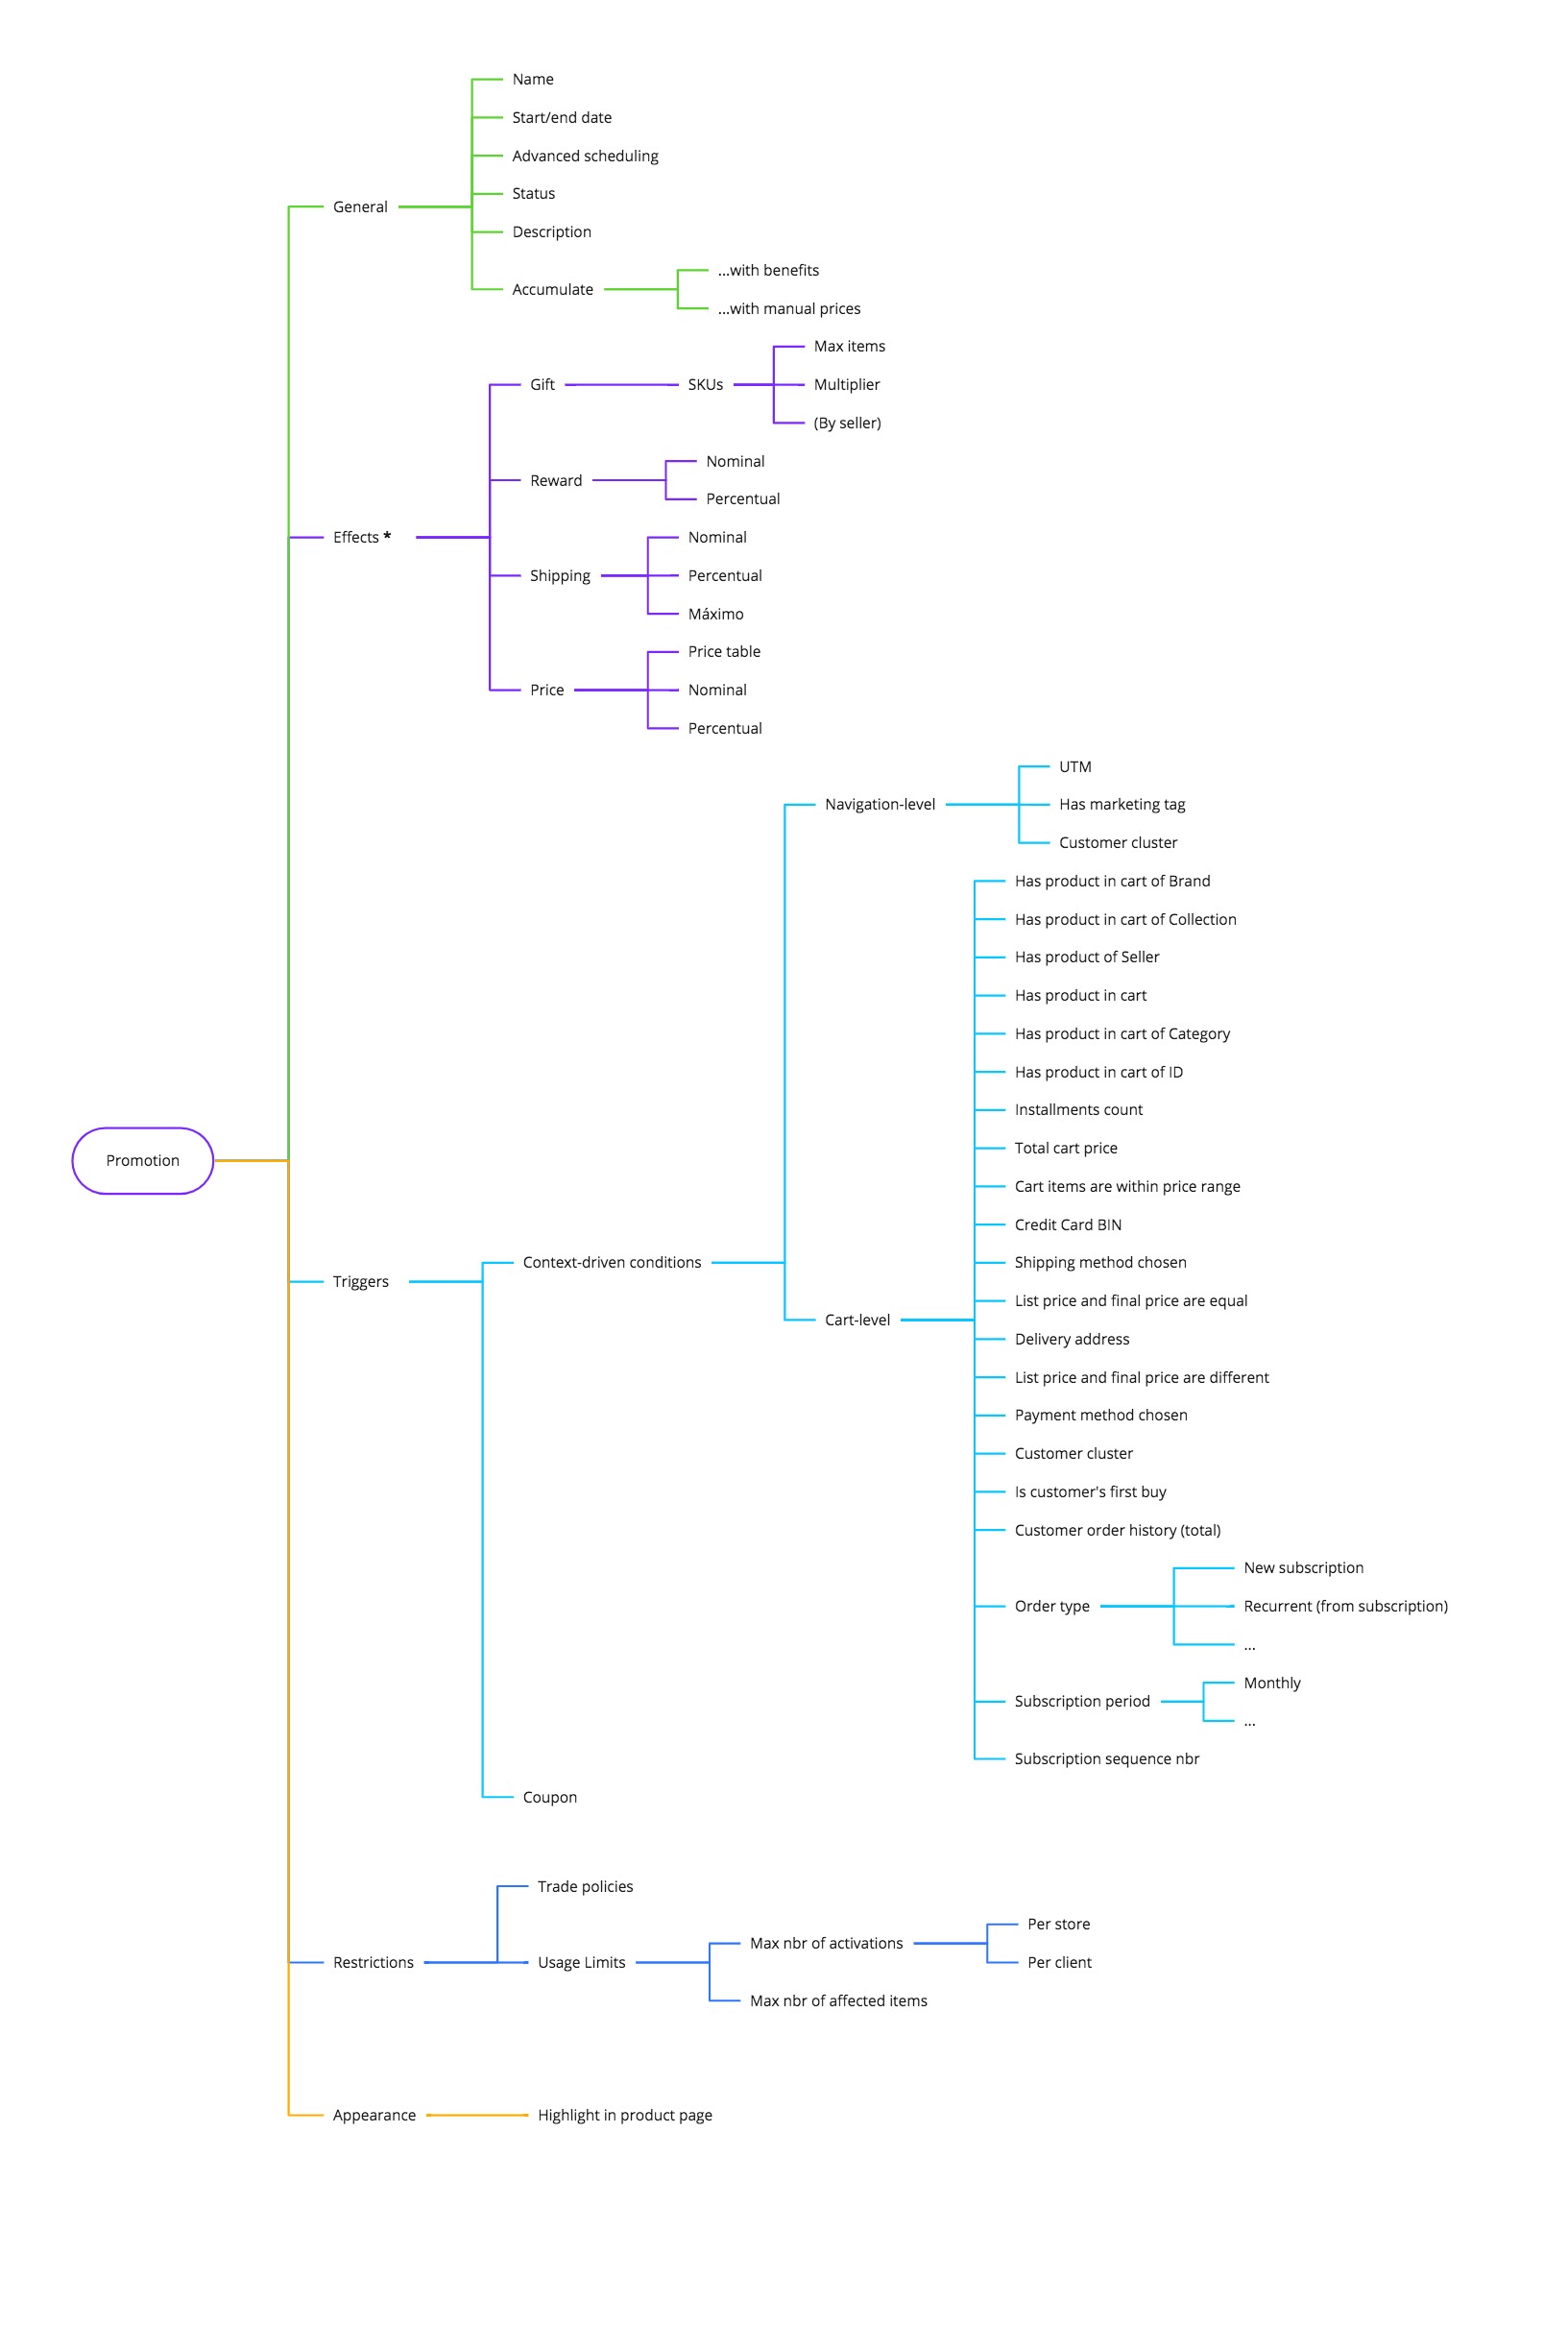 Name
Start/end date
Advanced scheduling
Status
General
Description
...with benefits
Accumulate
...with manual prices
Max items
Gift
SKUs
Multiplier
(By seller)
Nominal
Reward
Percentual
Effects *
Nominal
Shipping
Percentual
Máximo
Price table
Price
Nominal
Percentual
UTM
Navigation-level
Has marketing tag
Customer cluster
Has product in cart of Brand
Has product in cart of Collection
Has product of Seller
Has product in cart
Has product in cart of Category
Has product in cart of ID
Installments count
Total cart price
Promotion
Cart items are within price range
Credit Card BIN
Context-driven conditions
Shipping method chosen
Triggers
List price and final price are equal
Cart-level
Delivery address
List price and final price are different
Payment method chosen
Customer cluster
Is customer's first buy
Customer order history (total)
New subscription
Order type
Recurrent (from subscription)
...
Monthly
Subscription period
...
Subscription sequence nbr
Coupon
Trade policies
Per store
Max nbr of activations
Restrictions
Usage Limits
Per client
Max nbr of affected items
Appearance
Highlight in product page